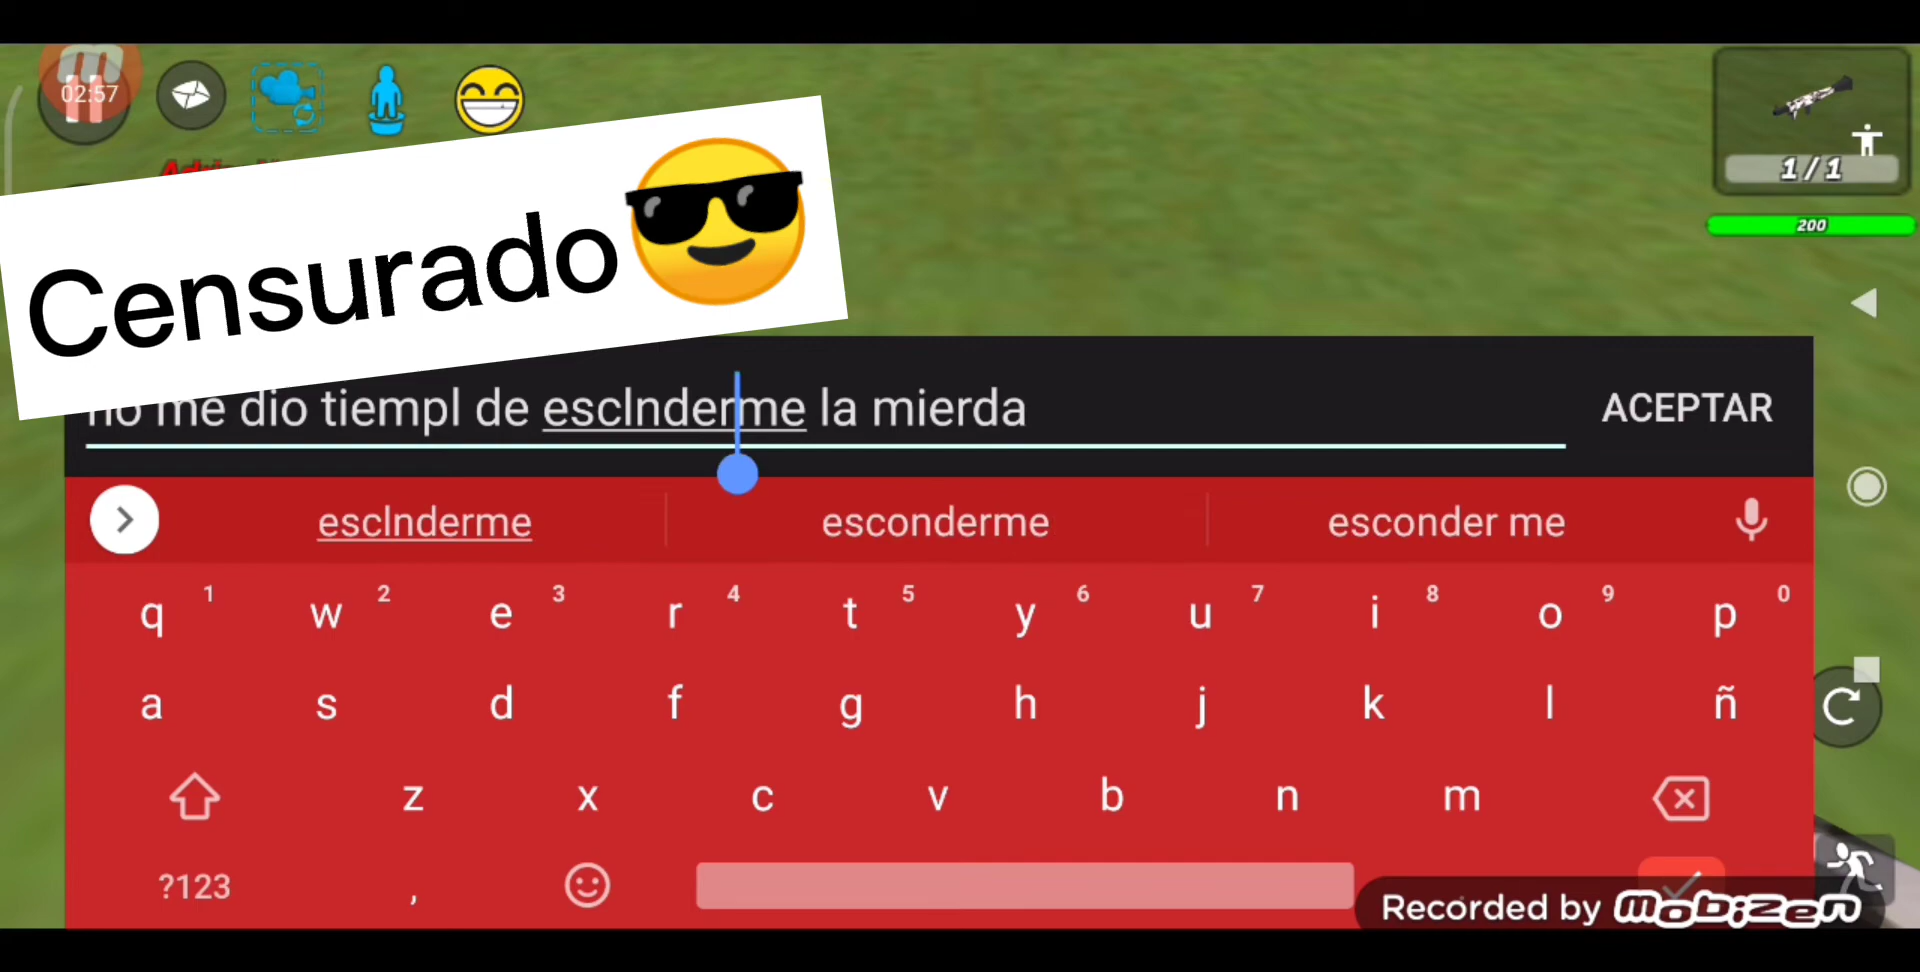 02:57
1/1
200
Censurado😎
no me dio tiempl de esclnderme la mierda
ACEPTAR
esclnderme esconderme esconder me
1 2 3 4 5 6 7 8 9 0
q w e r t y u i o p
a s d f g h j k l ñ
z x c v b n m
?123 ,
Recorded by Mobizen